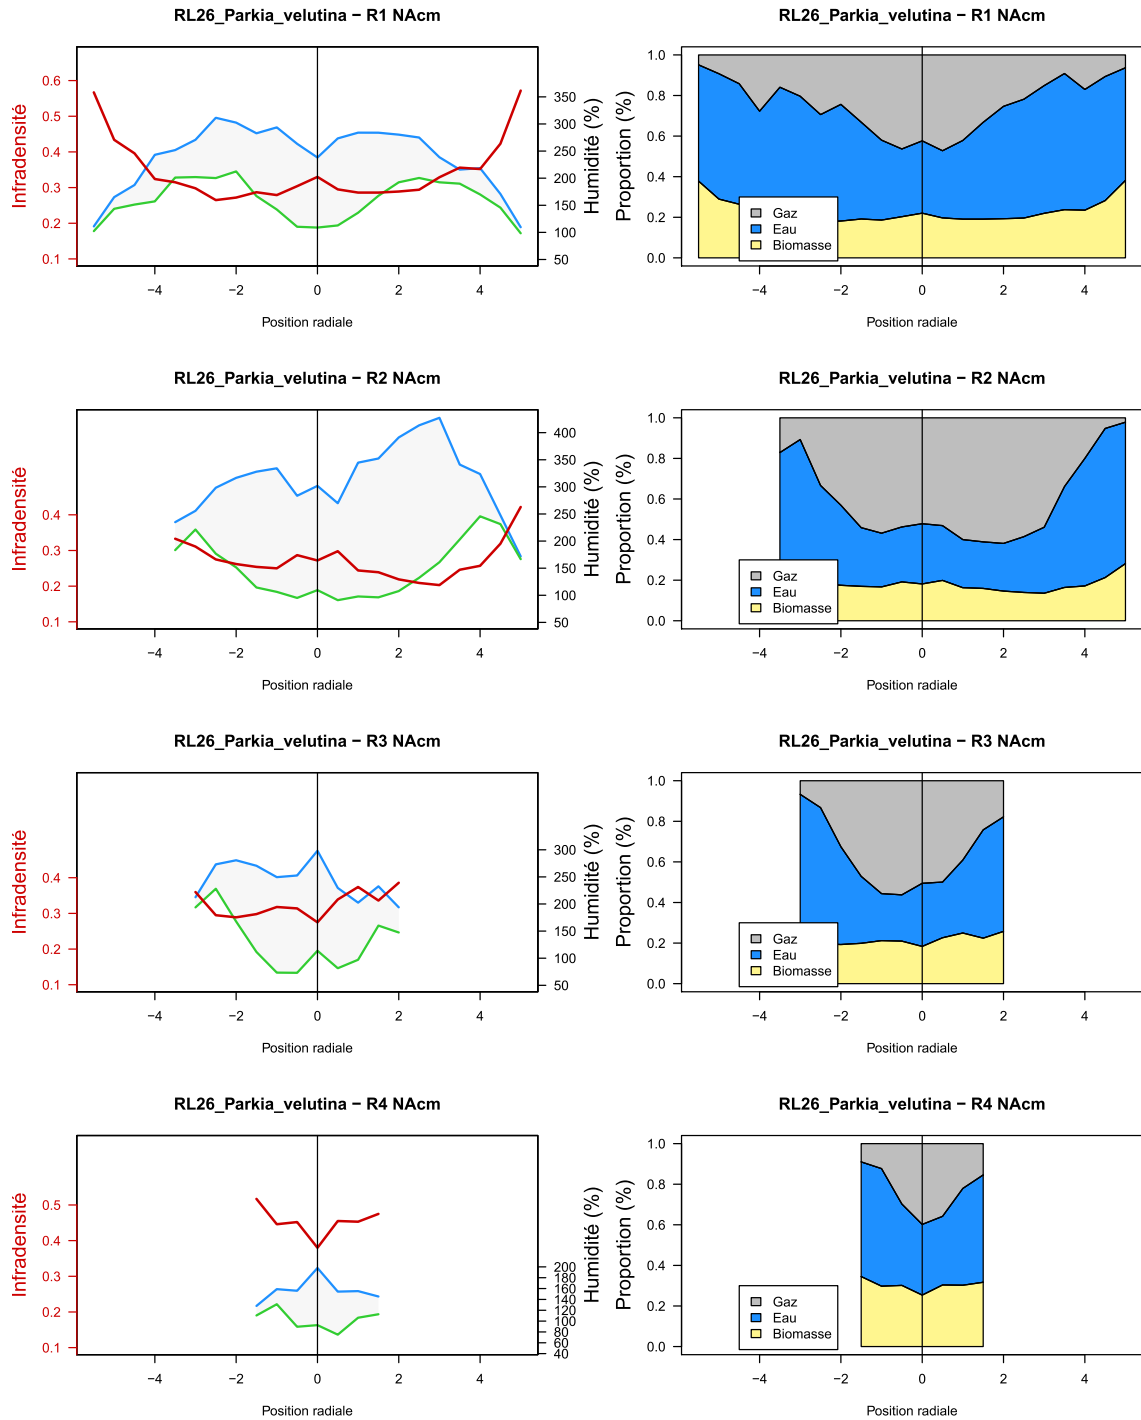 RL26_Parkia_velutina − R1 NAcm
Infradensité
0.6
0.5
0.4
0.3
0.2
0.1
350
300
250
200
150
100
50
Humidité (%)
−4 −2 0 2 4
Position radiale
RL26_Parkia_velutina − R1 NAcm
Proportion (%)
1.0
0.8
0.6
0.4
0.2
0.0
Gaz
Eau
Biomasse
−4 −2 0 2 4
Position radiale
RL26_Parkia_velutina − R2 NAcm
Infradensité
0.4
0.3
0.2
0.1
400
350
300
250
200
150
100
50
Humidité (%)
−4 −2 0 2 4
Position radiale
RL26_Parkia_velutina − R2 NAcm
Proportion (%)
1.0
0.8
0.6
0.4
0.2
0.0
Gaz
Eau
Biomasse
−4 −2 0 2 4
Position radiale
RL26_Parkia_velutina − R3 NAcm
Infradensité
0.4
0.3
0.2
0.1
300
250
200
150
100
50
Humidité (%)
−4 −2 0 2 4
Position radiale
RL26_Parkia_velutina − R3 NAcm
Proportion (%)
1.0
0.8
0.6
0.4
0.2
0.0
Gaz
Eau
Biomasse
−4 −2 0 2 4
Position radiale
RL26_Parkia_velutina − R4 NAcm
Infradensité
0.5
0.4
0.3
0.2
0.1
200
180
160
140
120
100
80
60
40
Humidité (%)
−4 −2 0 2 4
Position radiale
RL26_Parkia_velutina − R4 NAcm
Proportion (%)
1.0
0.8
0.6
0.4
0.2
0.0
Gaz
Eau
Biomasse
−4 −2 0 2 4
Position radiale